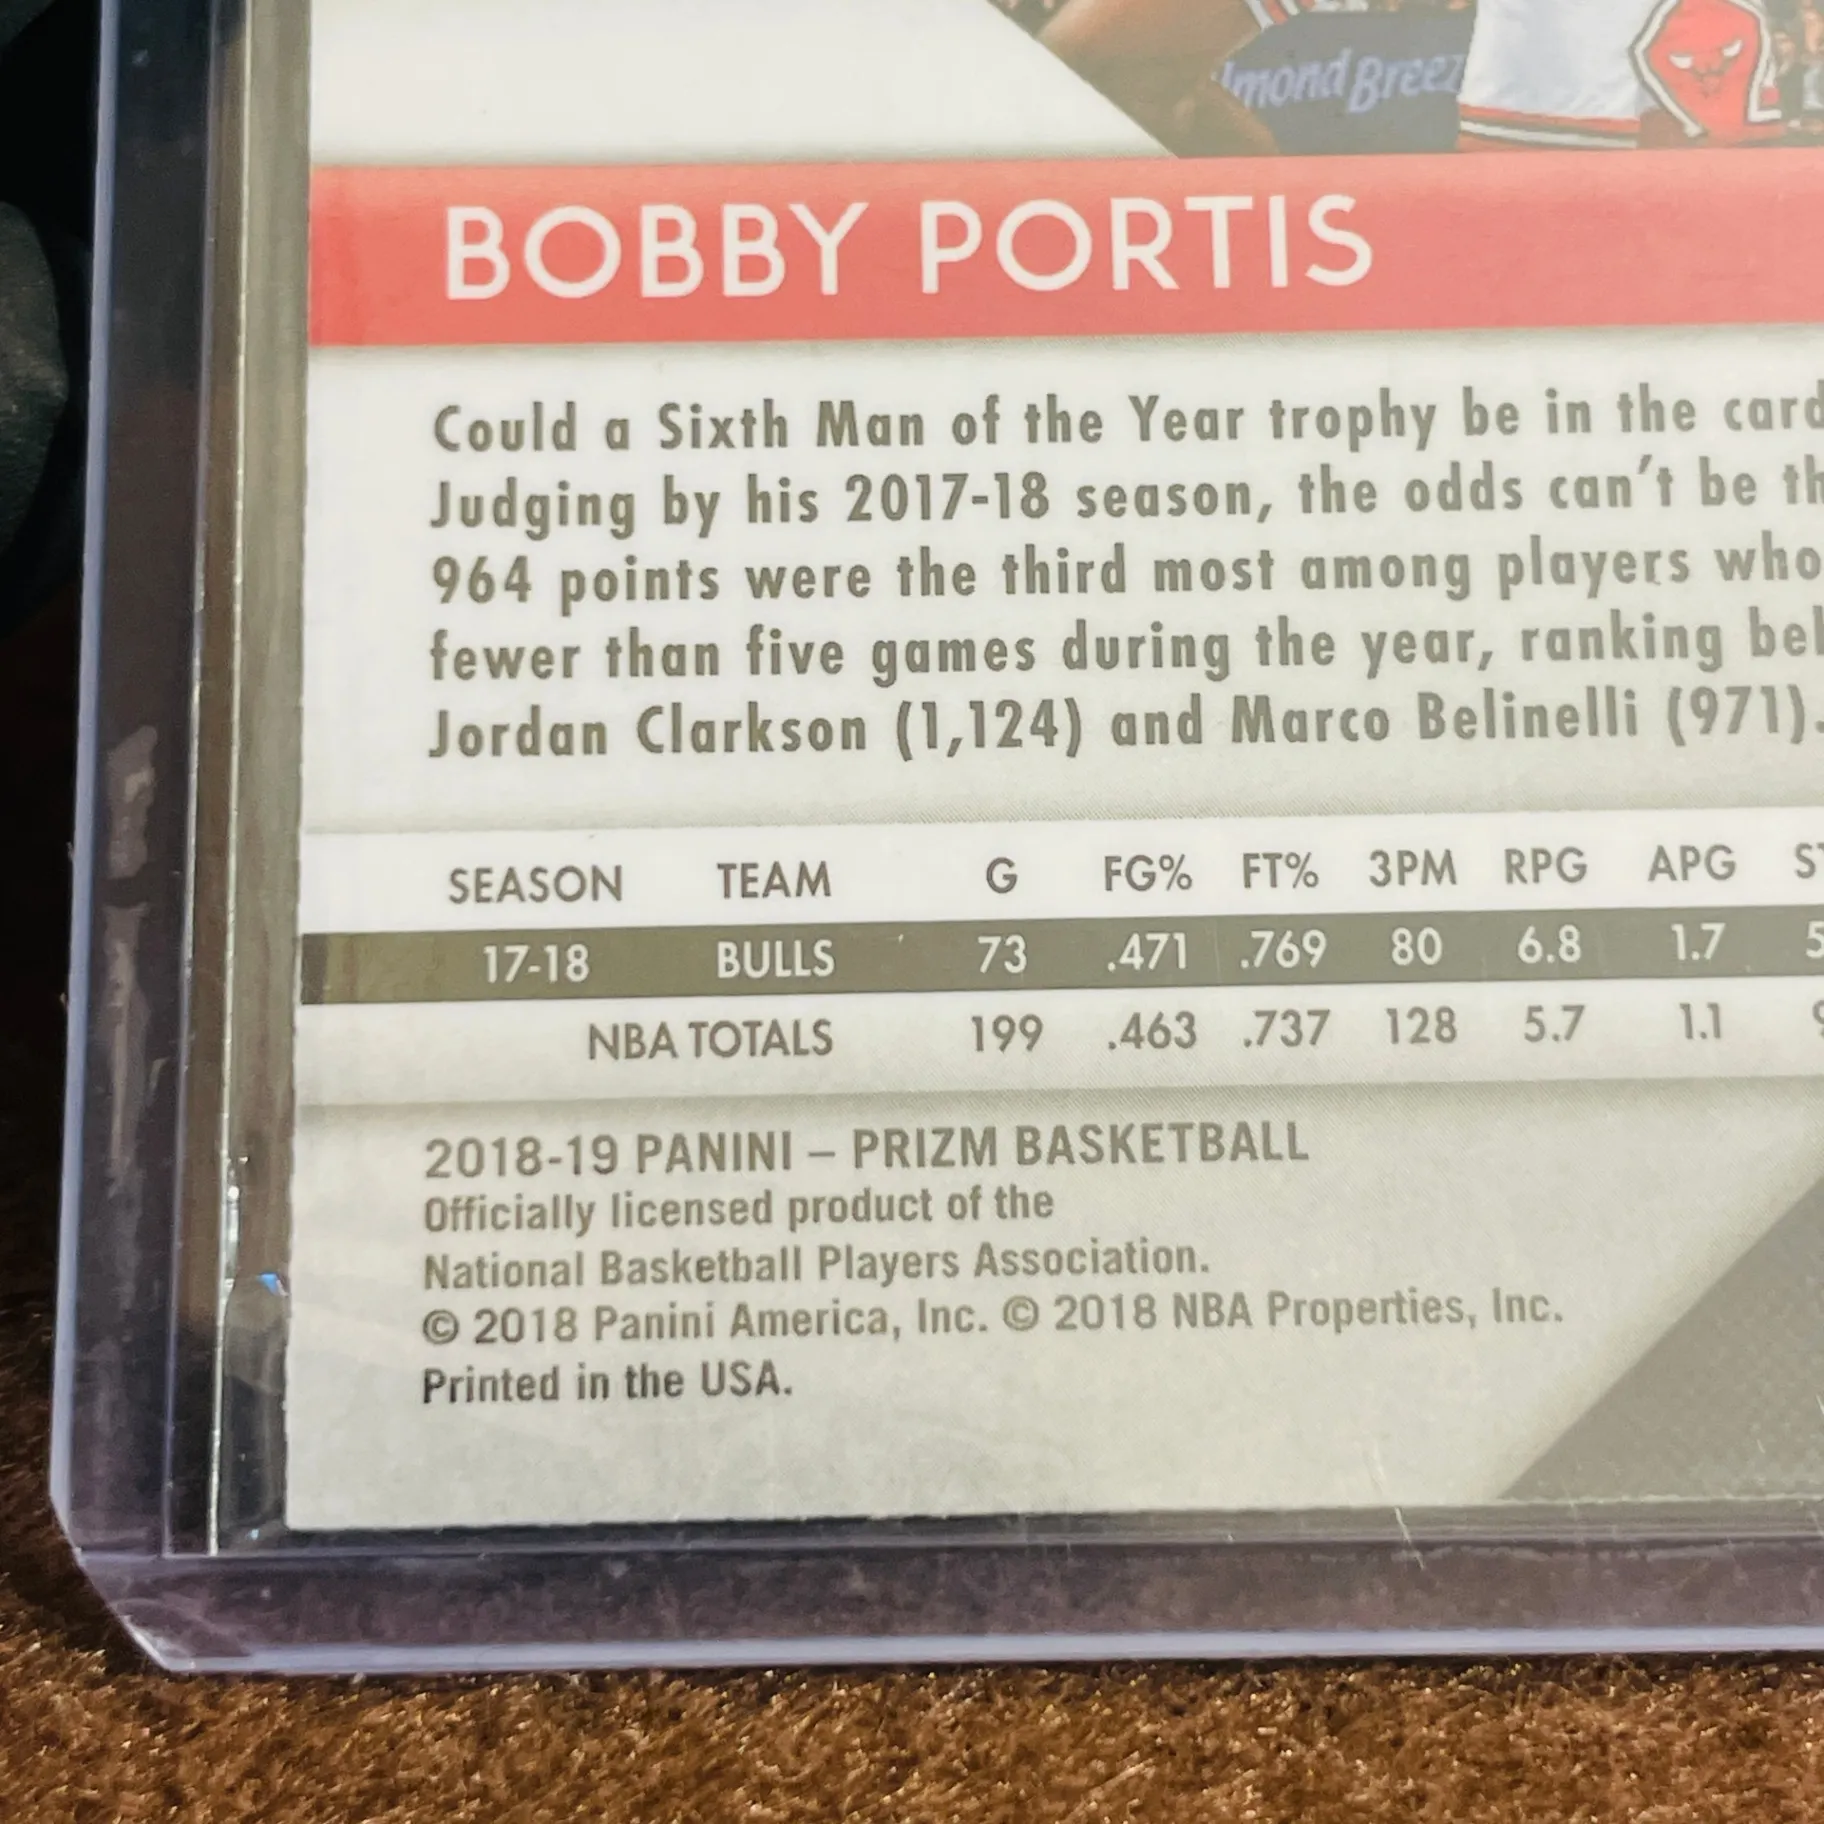 mond Breez
BOBBY PORTIS
Could a Sixth Man of the Year trophy be in the card
Judging by his 2017-18 season, the odds can't be th
964 points were the third most among players who
fewer than five games during the year, ranking bel
Jordan Clarkson (1,124) and Marco Belinelli (971).
SEASON TEAM G FG% FT% 3PM RPG APG ST
17-18 BULLS 73 .471 .769 80 6.8 1.7 5
NBA TOTALS 199 .463 .737 128 5.7 1.1 9
2018-19 PANINI – PRIZM BASKETBALL
Officially licensed product of the
National Basketball Players Association.
© 2018 Panini America, Inc. © 2018 NBA Properties, Inc.
Printed in the USA.